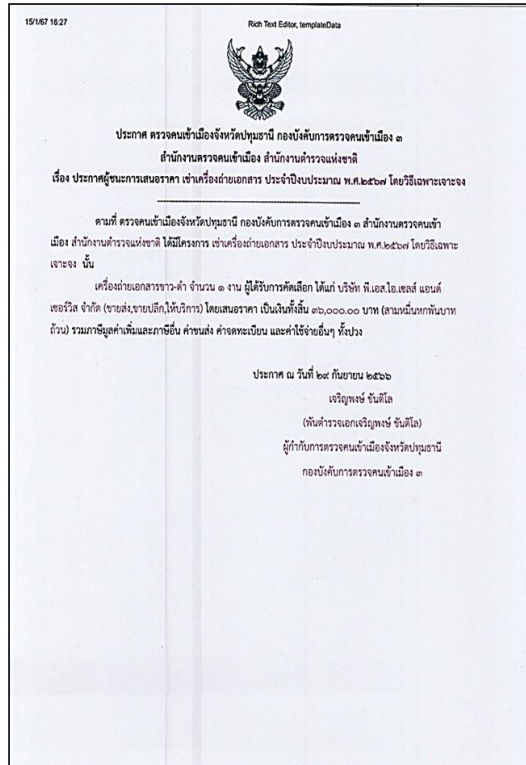 15/1/67 16:27
Rich Text Editor, templateData
ประกาศ ตรวจคนเข้าเมืองจังหวัดปทุมธานี กองบังคับการตรวจคนเข้าเมือง ๓
สำนักงานตรวจคนเข้าเมือง สำนักงานตำรวจแห่งชาติ
เรื่อง ประกาศผู้ชนะการเสนอราคา เช่าเครื่องถ่ายเอกสาร ประจำปีงบประมาณ พ.ศ.๒๕๖๗ โดยวิธีเฉพาะเจาะจง
ตามที่ ตรวจคนเข้าเมืองจังหวัดปทุมธานี กองบังคับการตรวจคนเข้าเมือง ๓ สำนักงานตรวจคนเข้า
เมือง สำนักงานตำรวจแห่งชาติ ได้มีโครงการ เช่าเครื่องถ่ายเอกสาร ประจำปีงบประมาณ พ.ศ.๒๕๖๗ โดยวิธีเฉพาะ
เจาะจง นั้น
เครื่องถ่ายเอกสารขาว-ดำ จำนวน ๑ งาน ผู้ได้รับการคัดเลือก ได้แก่ บริษัท พี.เอส.ไอ.เซลส์ แอนด์
เซอร์วิส จำกัด (ขายส่ง,ขายปลีก,ให้บริการ) โดยเสนอราคา เป็นเงินทั้งสิ้น ๓๖,๐๐๐.๐๐ บาท (สามหมื่นหกพันบาท
ถ้วน) รวมภาษีมูลค่าเพิ่มและภาษีอื่น ค่าขนส่ง ค่าจดทะเบียน และค่าใช้จ่ายอื่นๆ ทั้งปวง
ประกาศ ณ วันที่ ๒๙ กันยายน ๒๕๖๖
เจริญพงษ์ ขันติโล
(พันตำรวจเอกเจริญพงษ์ ขันติโล)
ผู้กำกับการตรวจคนเข้าเมืองจังหวัดปทุมธานี
กองบังคับการตรวจคนเข้าเมือง ๓